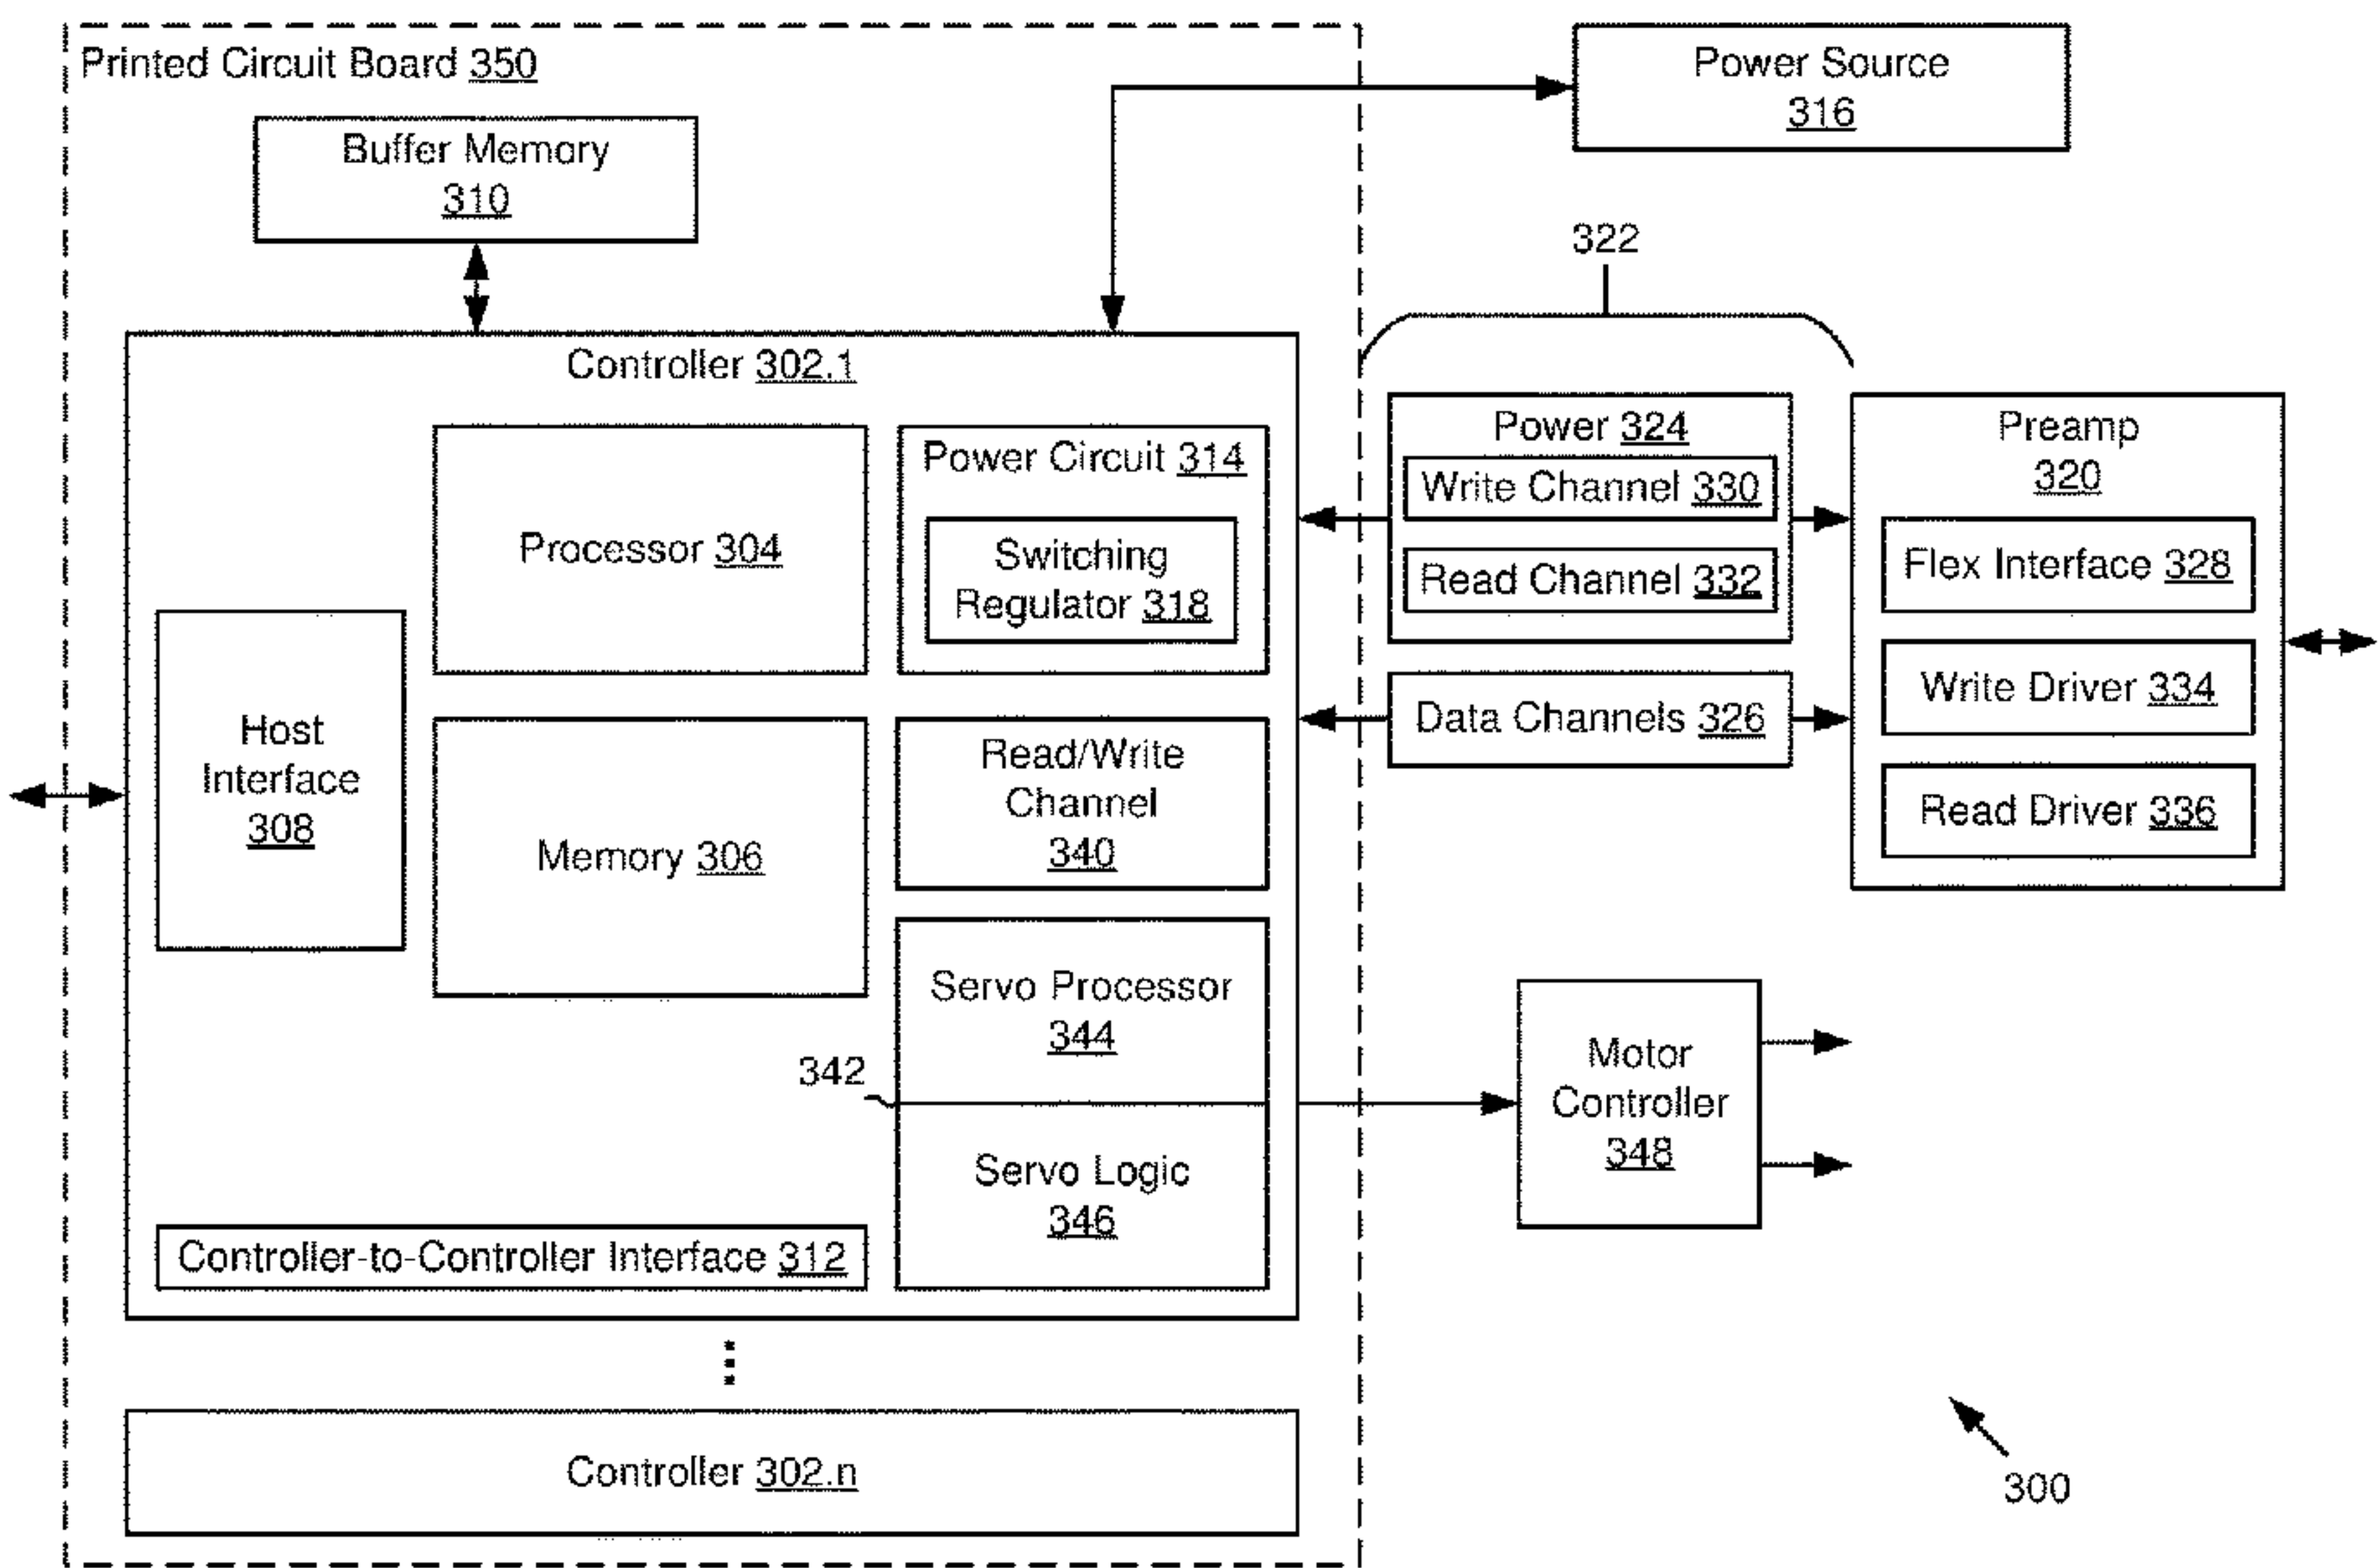 Printed Circuit Board 350
Power Source
316
Buffer Memory
310
322
Controller 302.1
Power 324
Write Channel 330
Read Channel 332
Preamp
320
Flex Interface 328
Write Driver 334
Read Driver 336
Processor 304
Power Circuit 314
Switching
Regulator 318
Data Channels 326
Host
Interface
308
Memory 306
Read/Write
Channel
340
Servo Processor
344
342
Servo Logic
346
Motor
Controller
348
Controller-to-Controller Interface 312
Controller 302.n
300